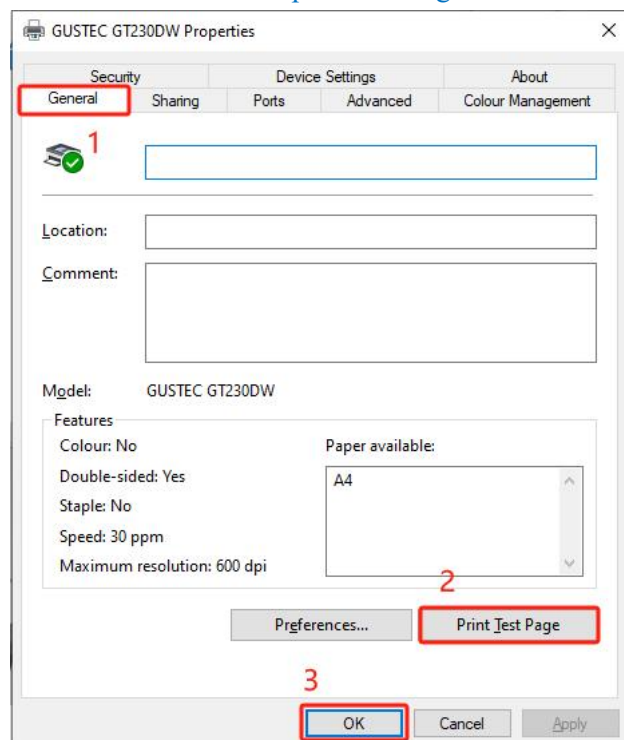 GUSTEC GT230DW Properties
Security Device Settings About
General Sharing Ports Advanced Colour Management
1
Location:
Comment:
Model: GUSTEC GT230DW
Features
Colour: No
Double-sided: Yes
Staple: No
Speed: 30 ppm
Maximum resolution: 600 dpi
Paper available:
A4
2
Preferences... Print Test Page
3
OK Cancel Apply